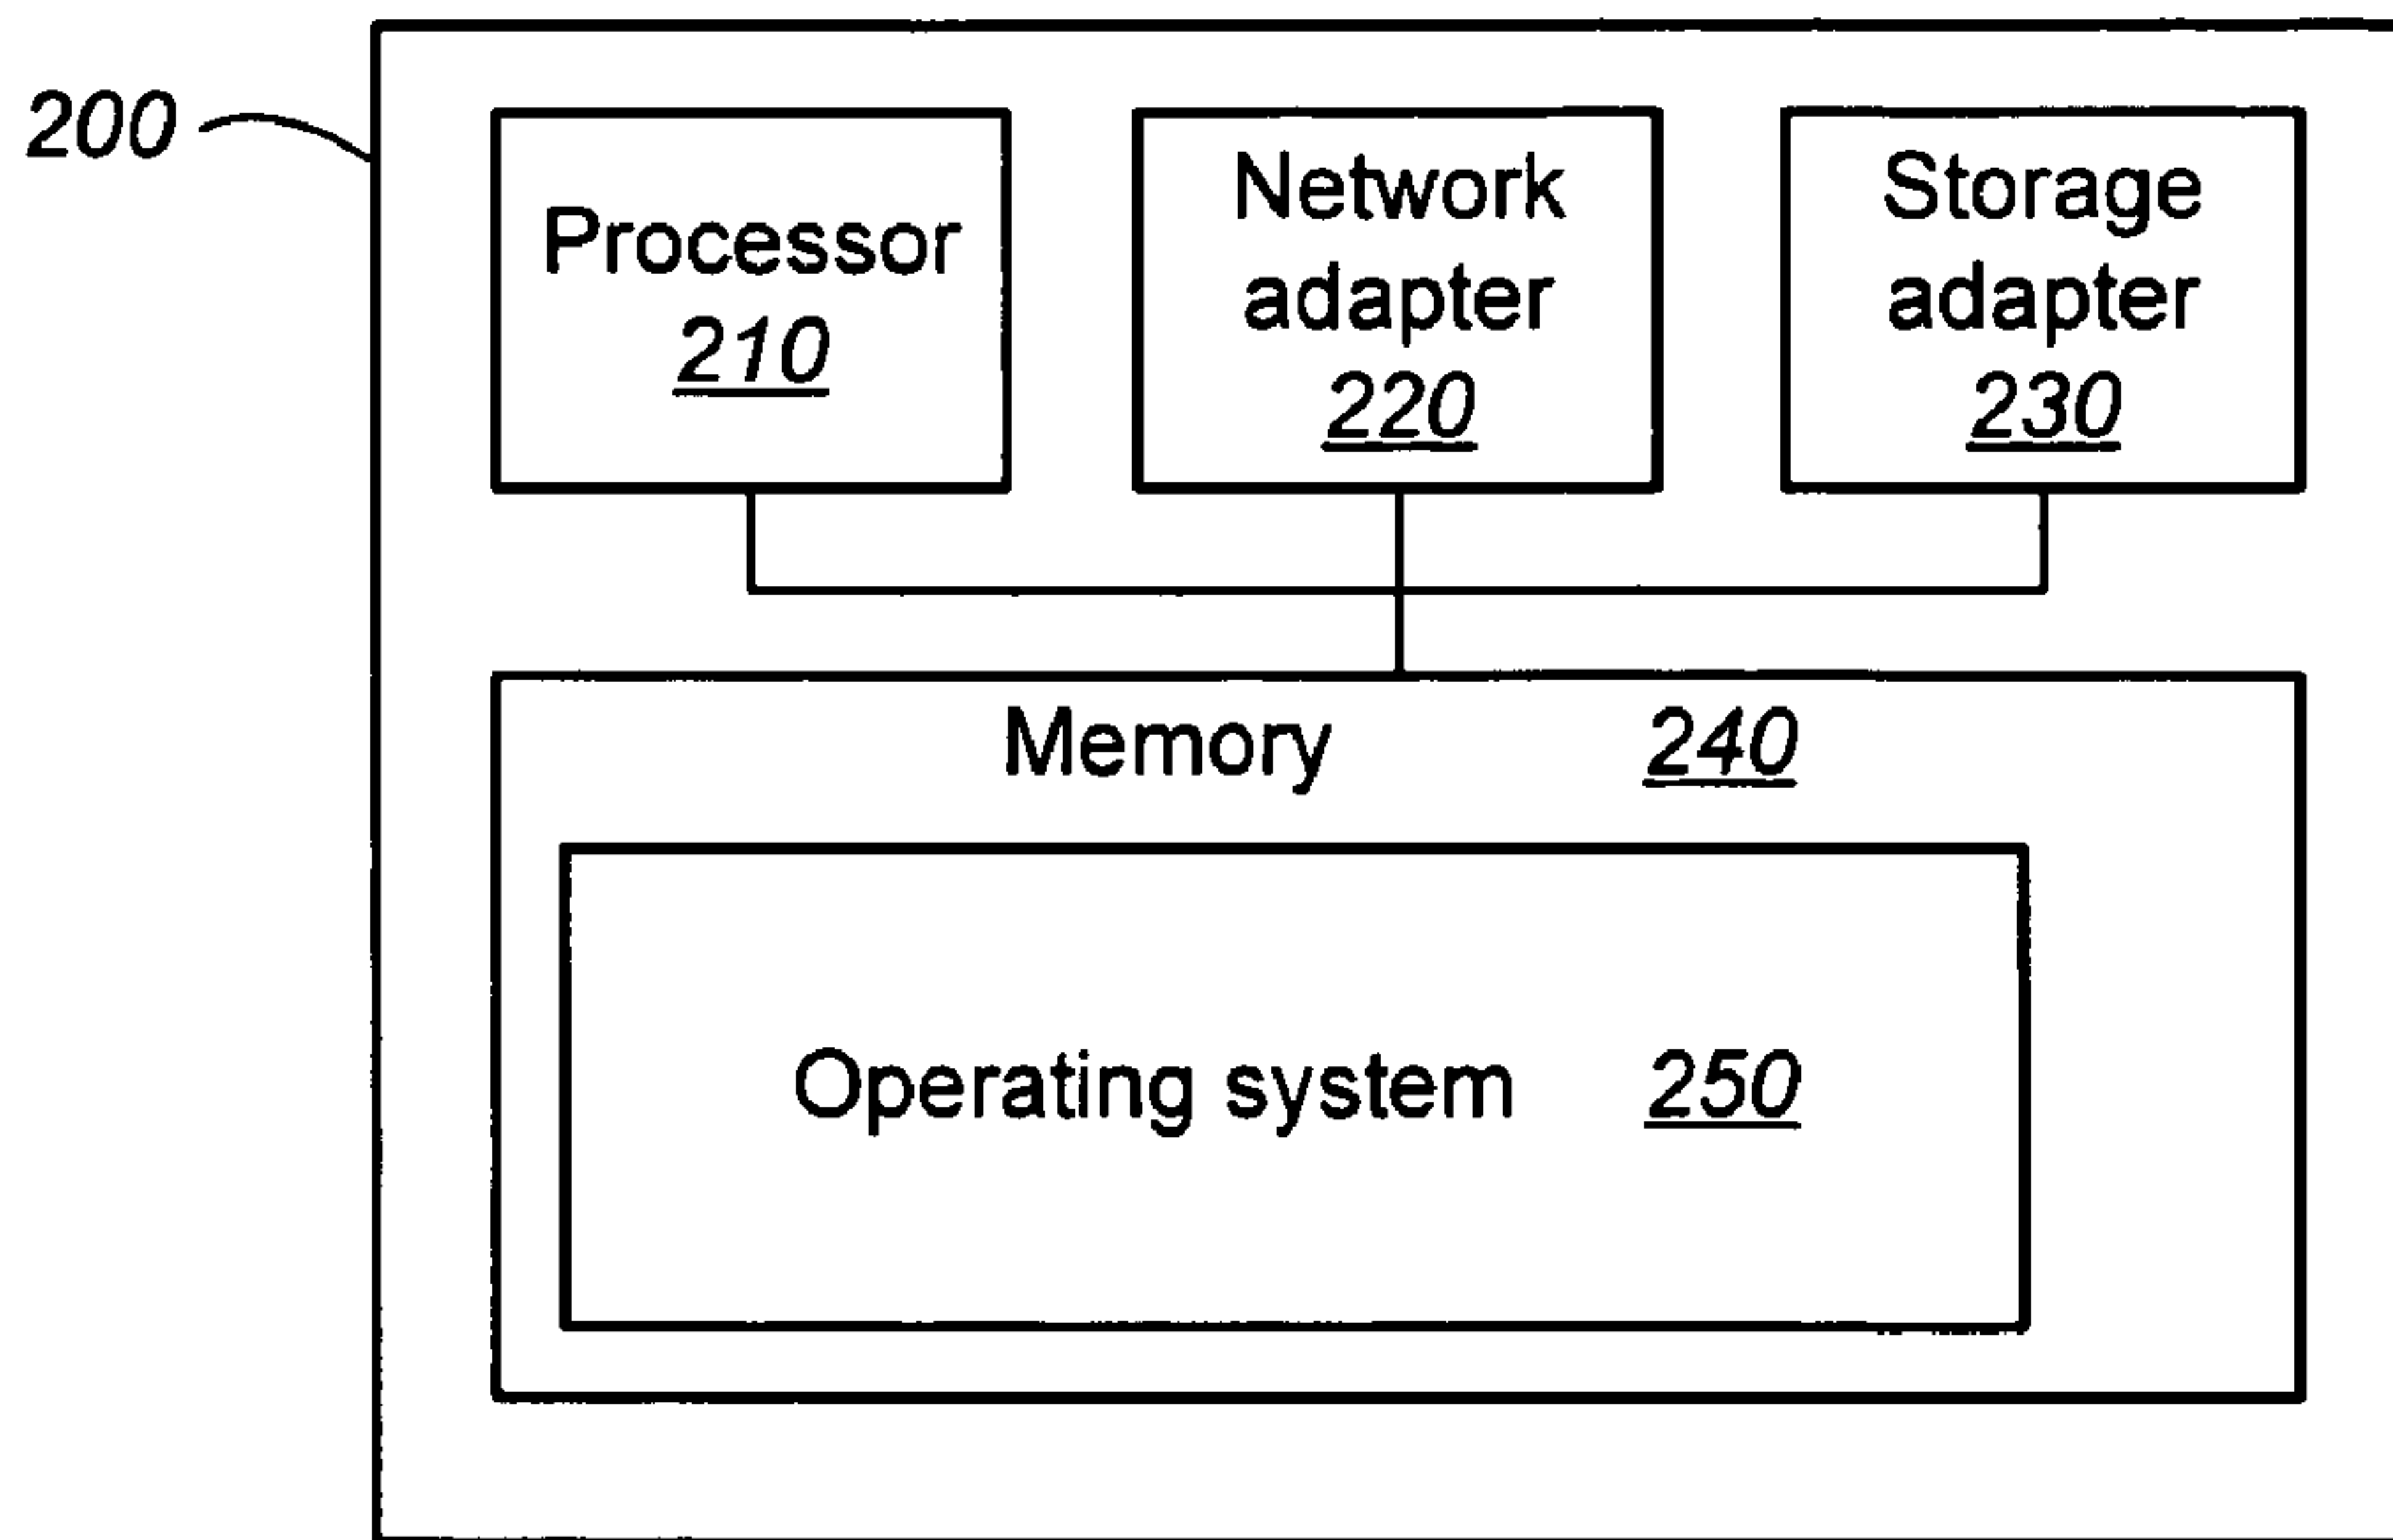 200
Processor
210
Network
adapter
220
Storage
adapter
230
Memory 240
Operating system 250